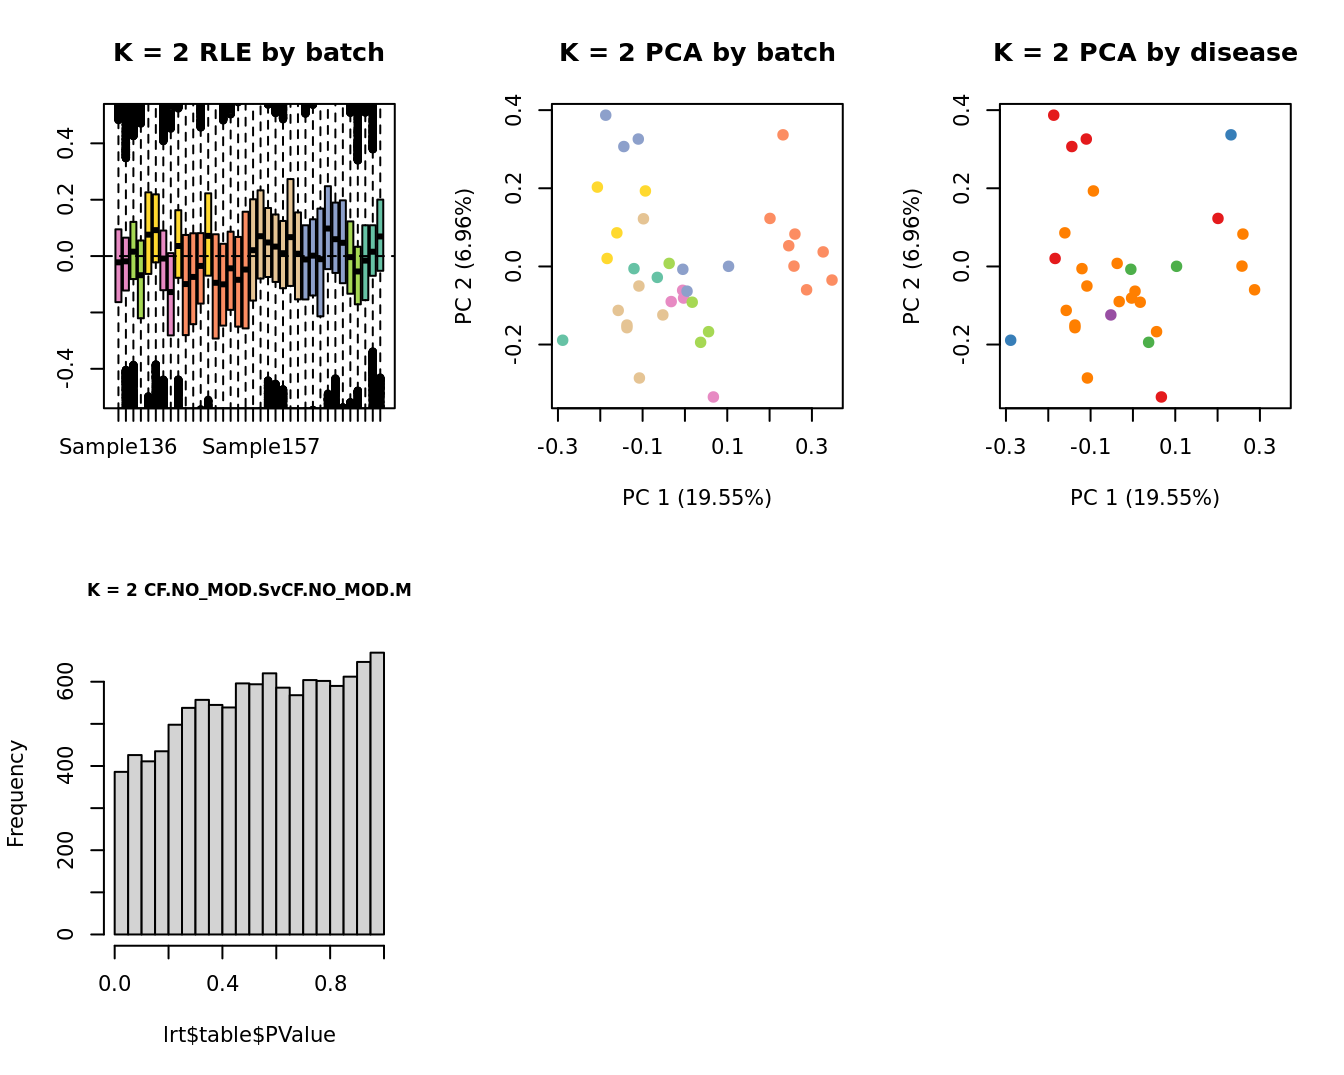 K = 2 RLE by batch
0.4
0.2
0.0
-0.4
Sample136
Sample157
K = 2 PCA by batch
PC 2 (6.96%)
0.4
0.2
0.0
-0.2
-0.3
-0.1
0.1
0.3
PC 1 (19.55%)
K = 2 PCA by disease
PC 2 (6.96%)
0.4
0.2
0.0
-0.2
-0.3
-0.1
0.1
0.3
PC 1 (19.55%)
K = 2 CF.NO_MOD.SvCF.NO_MOD.M
Frequency
600
400
200
0
0.0
0.4
0.8
lrt$table$PValue